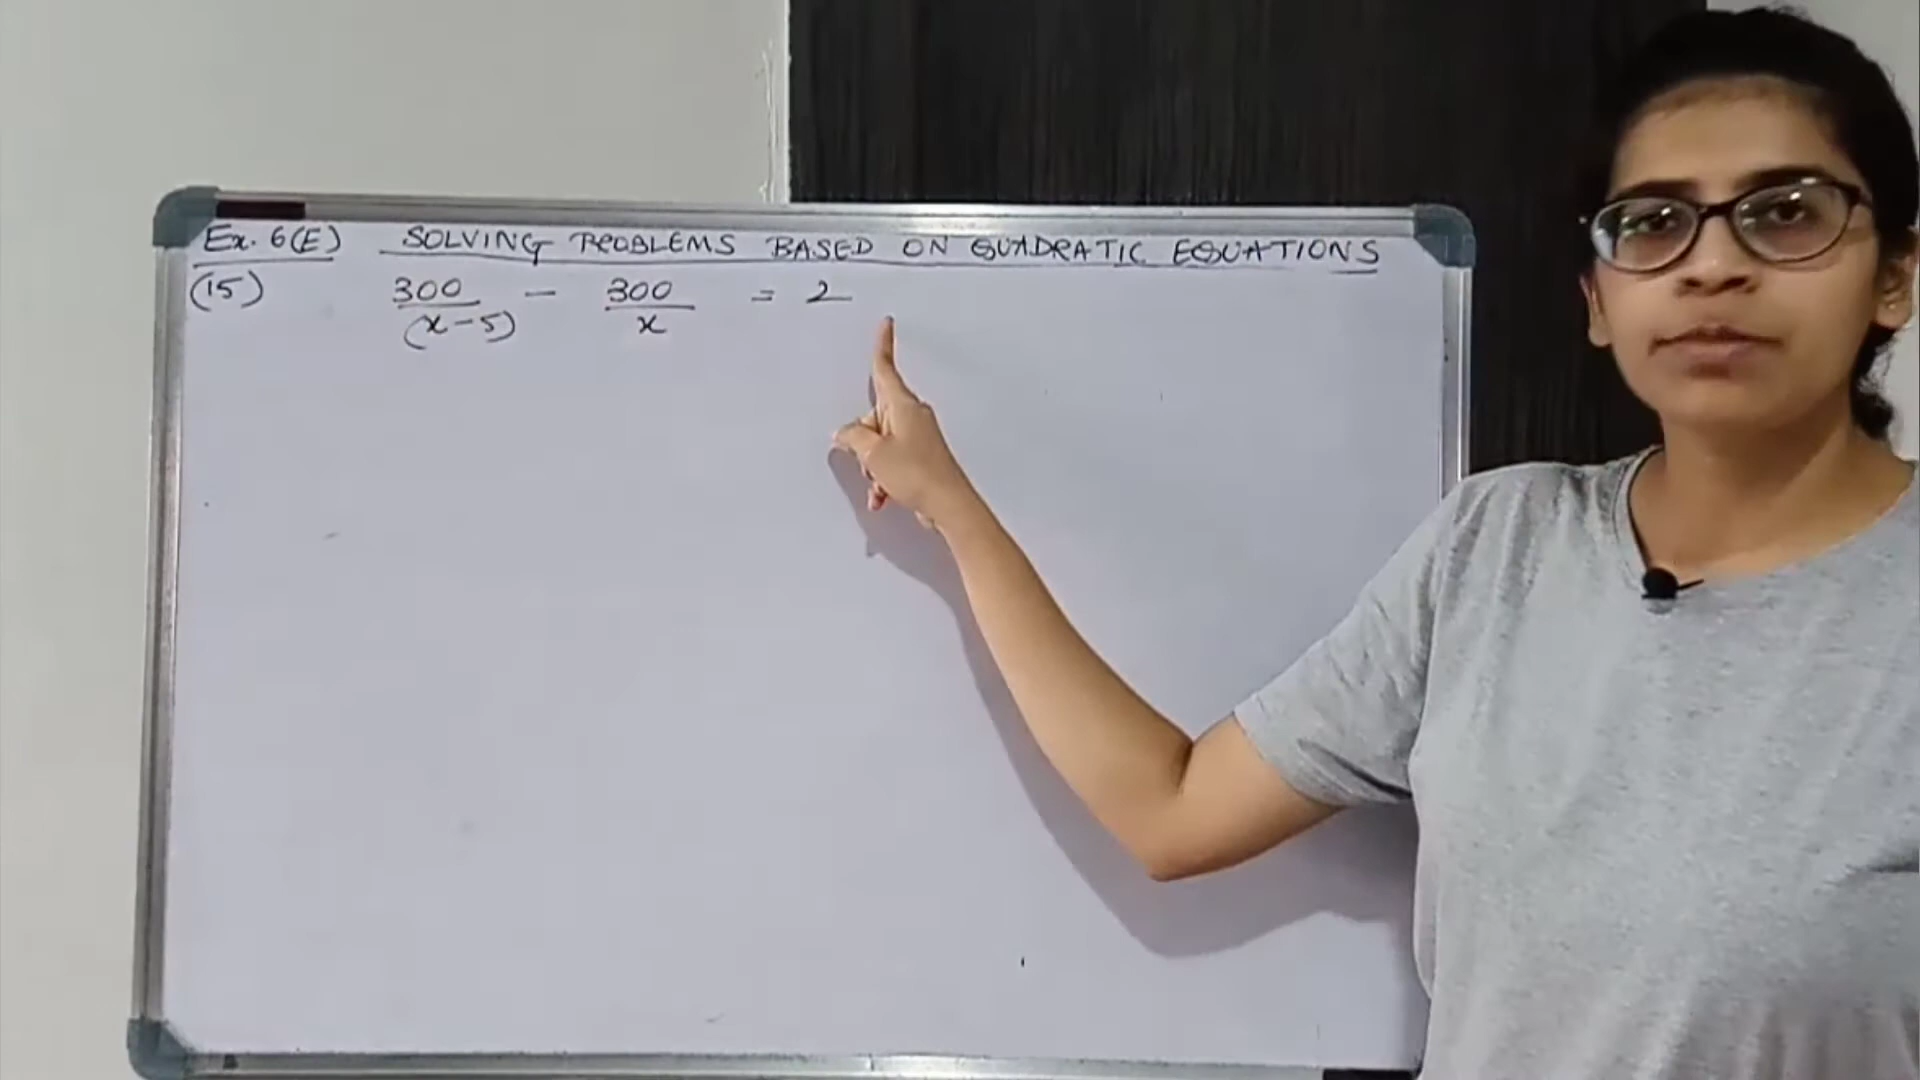 Ex. 6(E) SOLVING PROBLEMS BASED ON QUADRATIC EQUATIONS
(15) 300/(x-5) - 300/x = 2